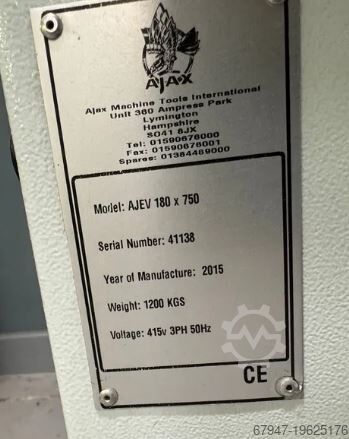 AJAX
Ajax Machine Tools International
Unit 360 Ampress Park
Lymington
Hampshire
SO41 8JX
Tel: 01590676000
Fax: 01590678001
Spares: 01384489000
Model: AJEV 180 x 750
Serial Number: 41138
Year of Manufacture: 2015
Weight: 1200 KGS
Voltage: 415v 3PH 50Hz
CE
67947-19625176